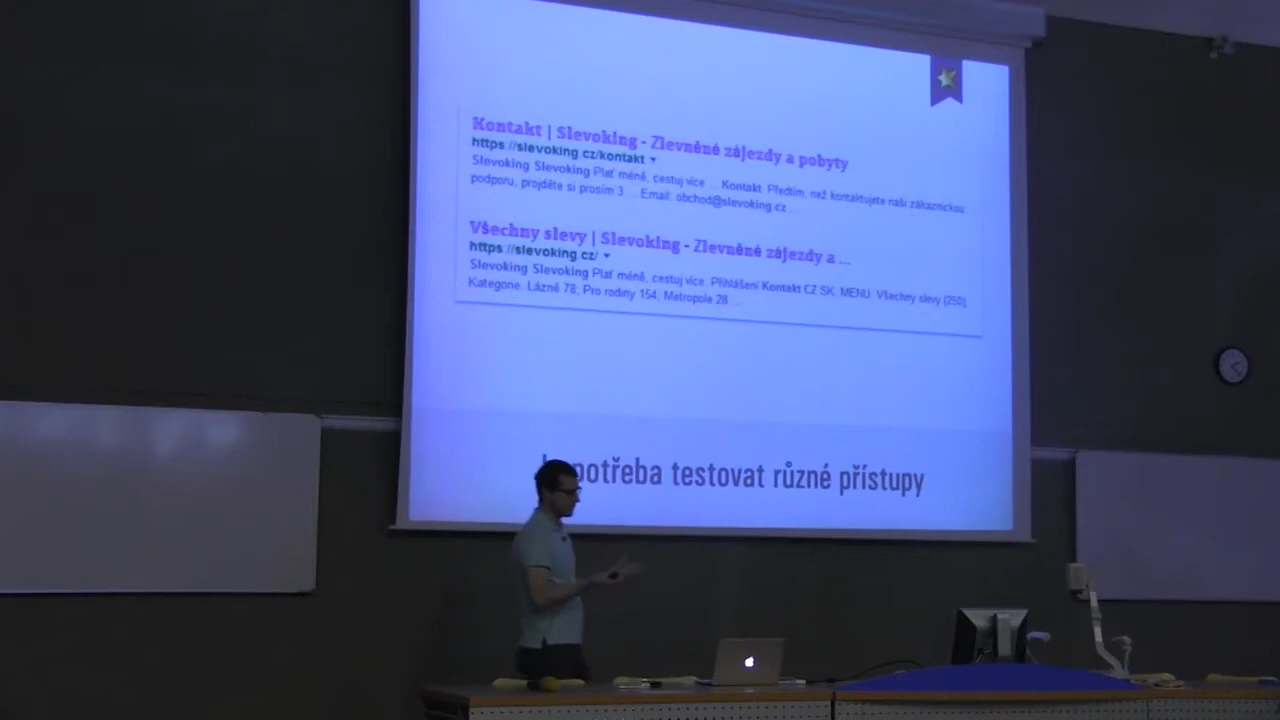 Kontakt | Slevoking - Zlevněné zájezdy a pobyty
https://slevoking.cz/kontakt
Slevoking Slevoking Plať méně, cestuj více ... Kontakt. Předtím, než kontaktujete naši zákaznickou
podporu, projděte si prosím 3 ... Email: obchod@slevoking.cz ...
Všechny slevy | Slevoking - Zlevněné zájezdy a ...
https://slevoking.cz/
Slevoking Slevoking Plať méně, cestuj více. Přihlášení Kontakt CZ SK. MENU. Všechny slevy (250);
Kategorie. Lázně 78; Pro rodiny 154; Metropole 28 ...
potřeba testovat různé přístupy